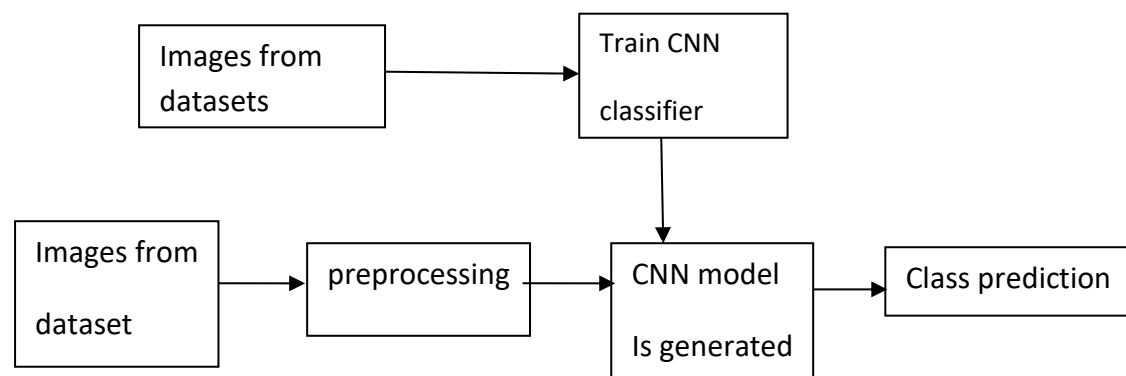 Images from
datasets
Train CNN
classifier
Images from
dataset
preprocessing
CNN model
Is generated
Class prediction